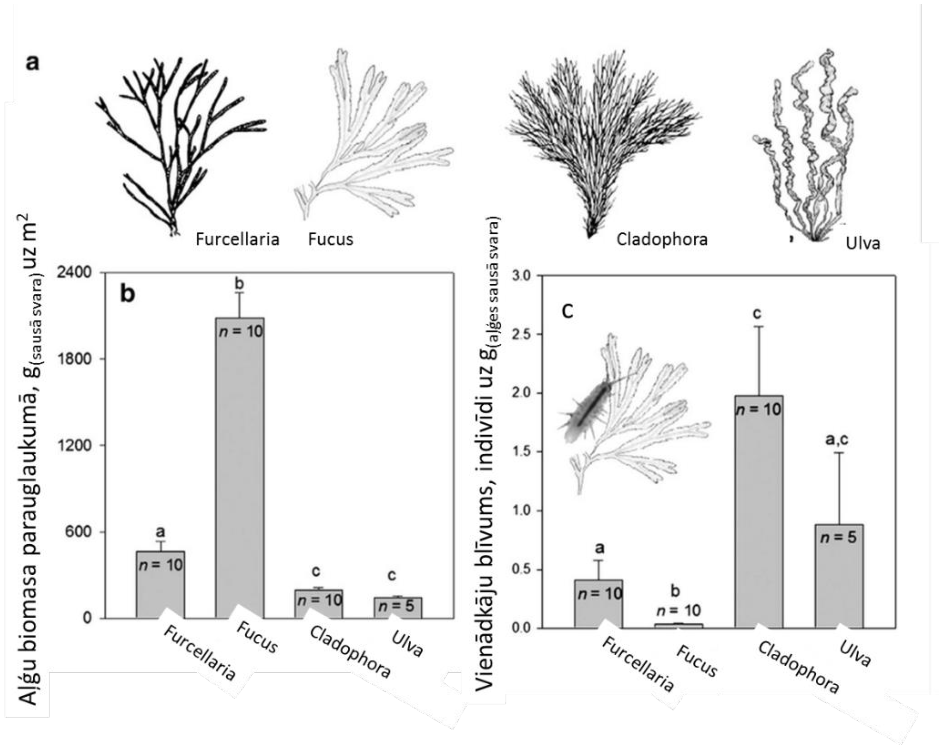 a
Furcellaria
Fucus
Cladophora
Ulva
Aļģu biomasa parauglaukumā, g(sausā svara) uz m²
b
2400
1800
1200
600
0
a
n = 10
b
n = 10
c
n = 10
c
n = 5
Furcellaria
Fucus
Cladophora
Ulva
Vienādkāju blīvums, indivīdi uz g(aļģes sausā svara)
c
3.0
2.5
2.0
1.5
1.0
0.5
0.0
a
n = 10
b
n = 10
c
n = 10
a,c
n = 5
Furcellaria
Fucus
Cladophora
Ulva